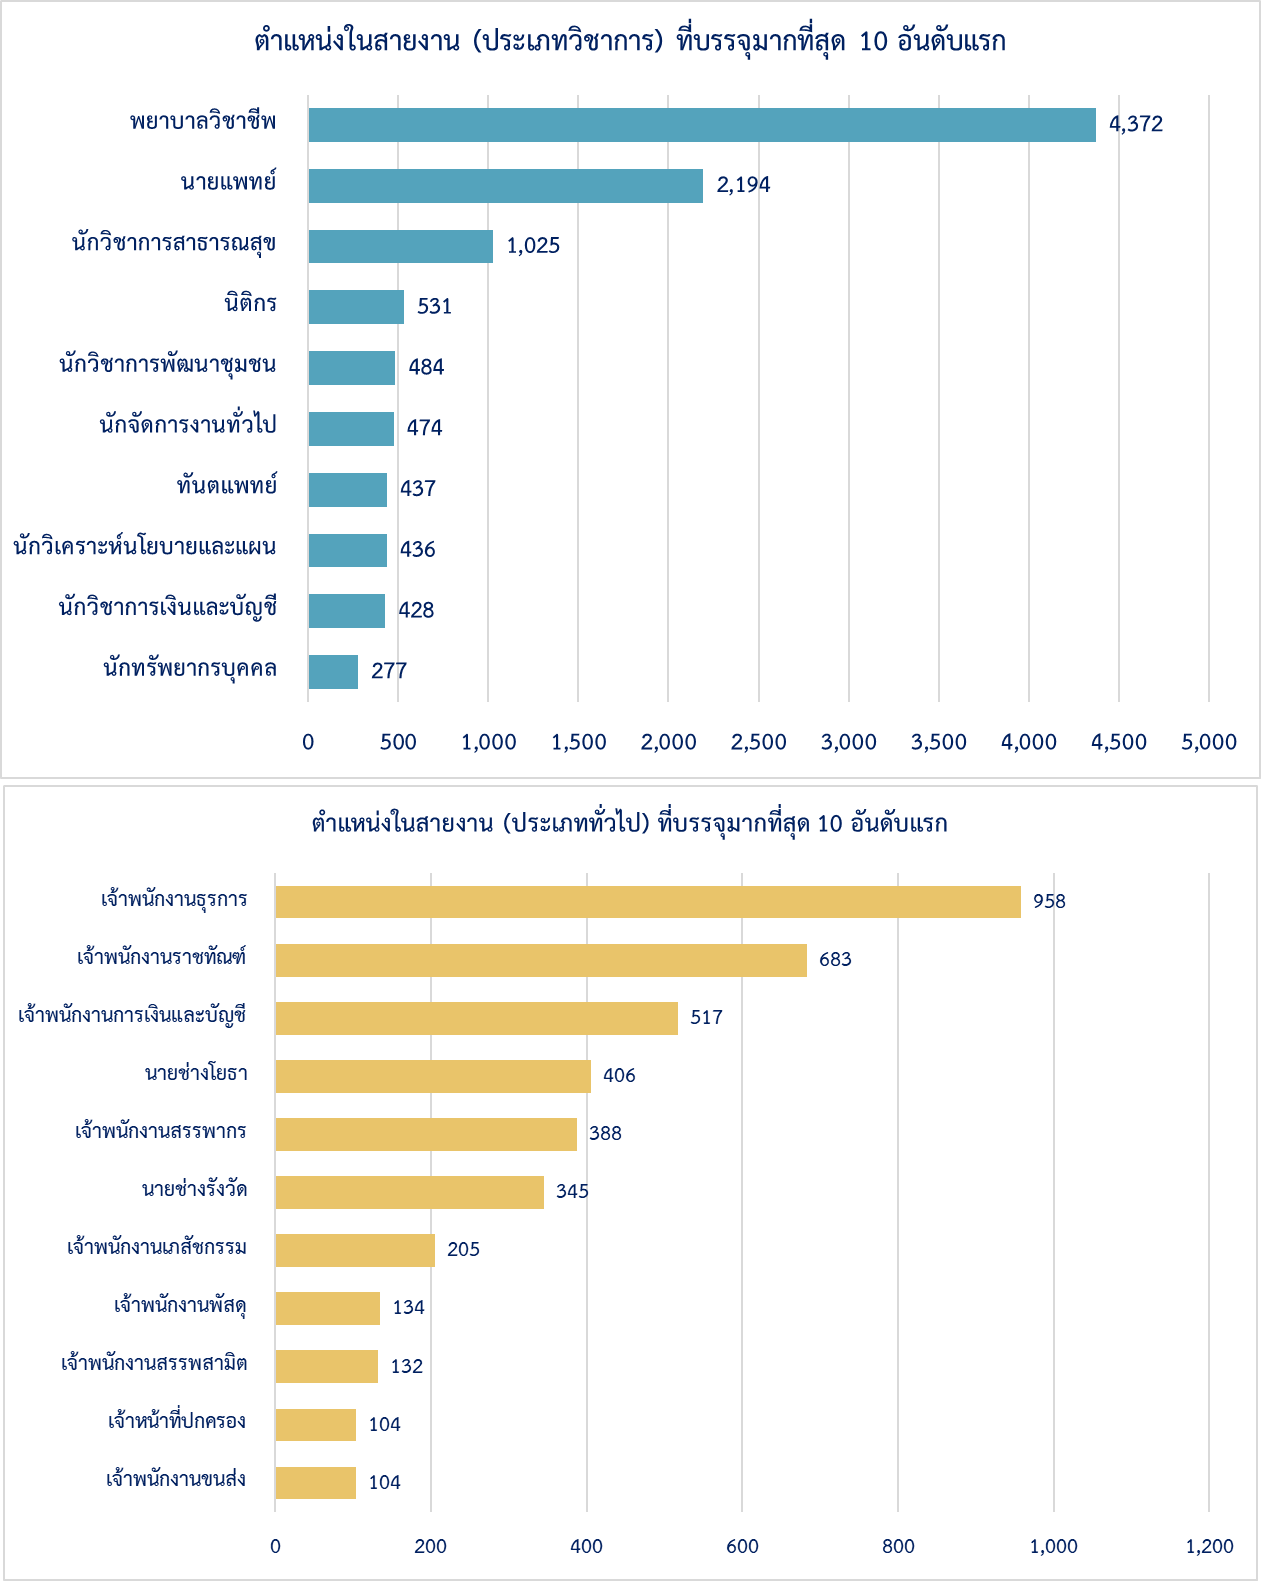 ตำแหน่งในสายงาน (ประเภทวิชาการ) ที่บรรจุมากที่สุด 10 อันดับแรก
พยาบาลวิชาชีพ 4,372
นายแพทย์ 2,194
นักวิชาการสาธารณสุข 1,025
นิติกร 531
นักวิชาการพัฒนาชุมชน 484
นักจัดการงานทั่วไป 474
ทันตแพทย์ 437
นักวิเคราะห์นโยบายและแผน 436
นักวิชาการเงินและบัญชี 428
นักทรัพยากรบุคคล 277
0 500 1,000 1,500 2,000 2,500 3,000 3,500 4,000 4,500 5,000
ตำแหน่งในสายงาน (ประเภททั่วไป) ที่บรรจุมากที่สุด 10 อันดับแรก
เจ้าพนักงานธุรการ 958
เจ้าพนักงานราชทัณฑ์ 683
เจ้าพนักงานการเงินและบัญชี 517
นายช่างโยธา 406
เจ้าพนักงานสรรพากร 388
นายช่างรังวัด 345
เจ้าพนักงานเภสัชกรรม 205
เจ้าพนักงานพัสดุ 134
เจ้าพนักงานสรรพสามิต 132
เจ้าหน้าที่ปกครอง 104
เจ้าพนักงานขนส่ง 104
0 200 400 600 800 1,000 1,200